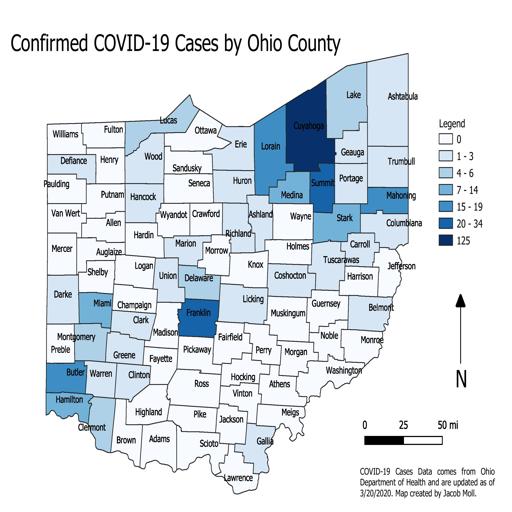 Confirmed COVID-19 Cases by Ohio County
Lake
Ashtabula
Lucas
Williams
Fulton
Ottawa
Cuyahoga
Erie
Lorain
Geauga
Defiance
Henry
Wood
Sandusky
Trumbull
Paulding
Seneca
Huron
Medina
Summit
Portage
Putnam
Hancock
Mahoning
Van Wert
Wyandot
Crawford
Ashland
Wayne
Stark
Allen
Richland
Columbiana
Hardin
Mercer
Auglaize
Marion
Morrow
Holmes
Carroll
Tuscarawas
Jefferson
Logan
Knox
Shelby
Union
Delaware
Coshocton
Harrison
Darke
Miami
Champaign
Licking
Guernsey
Belmont
Franklin
Muskingum
Clark
Madison
Montgomery
Preble
Fairfield
Noble
Monroe
Greene
Fayette
Pickaway
Perry
Morgan
Butler
Warren
Clinton
Hocking
Washington
Ross
Vinton
Athens
Hamilton
Clermont
Highland
Pike
Jackson
Meigs
Brown
Adams
Scioto
Gallia
Lawrence
Legend
0
1 - 3
4 - 6
7 - 14
15 - 19
20 - 34
125
N
0 25 50 mi
COVID-19 Cases Data comes from Ohio
Department of Health and are updated as of
3/20/2020. Map created by Jacob Moll.